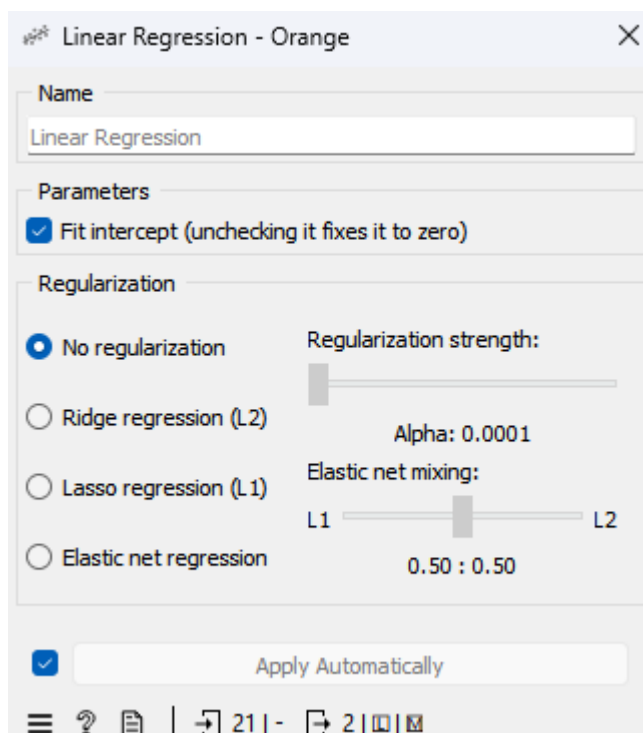 Linear Regression - Orange
Name
Linear Regression
Parameters
Fit intercept (unchecking it fixes it to zero)
Regularization
No regularization
Regularization strength:
Ridge regression (L2)
Alpha: 0.0001
Lasso regression (L1)
Elastic net mixing:
L1
L2
Elastic net regression
0.50 : 0.50
Apply Automatically
? | 21 | - 2 | L | M